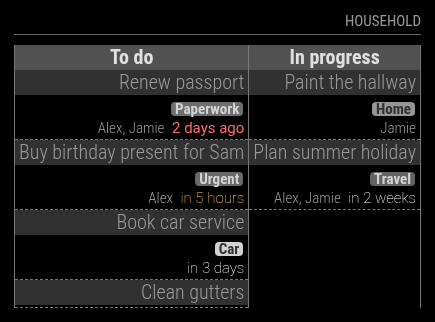 HOUSEHOLD
To do
Renew passport
Paperwork
Alex, Jamie 2 days ago
Buy birthday present for Sam
Urgent
Alex in 5 hours
Book car service
Car
in 3 days
Clean gutters
In progress
Paint the hallway
Home
Jamie
Plan summer holiday
Travel
Alex, Jamie in 2 weeks